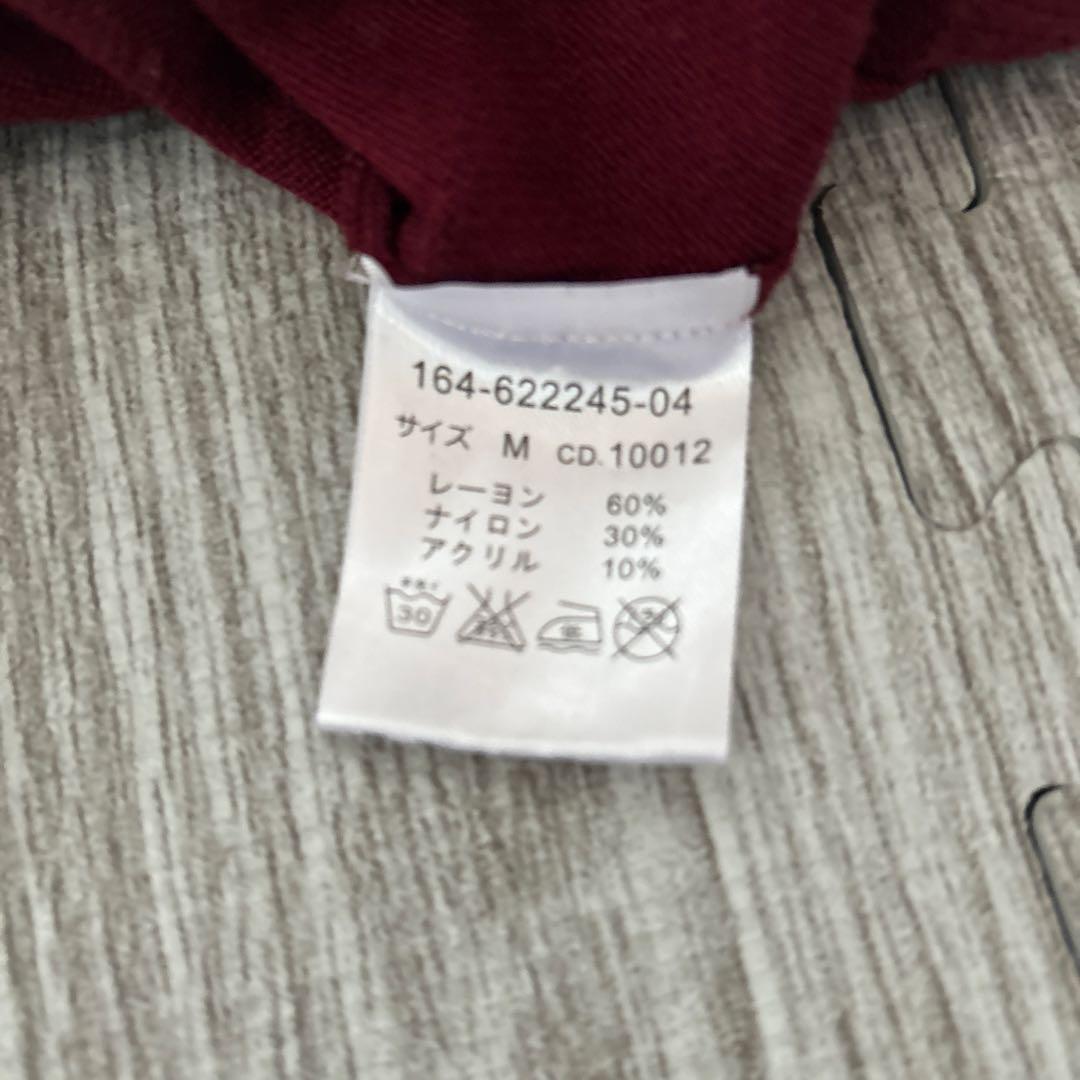 164-622245-04
サイズ M CD.10012
レーヨン 60%
ナイロン 30%
アクリル 10%
30